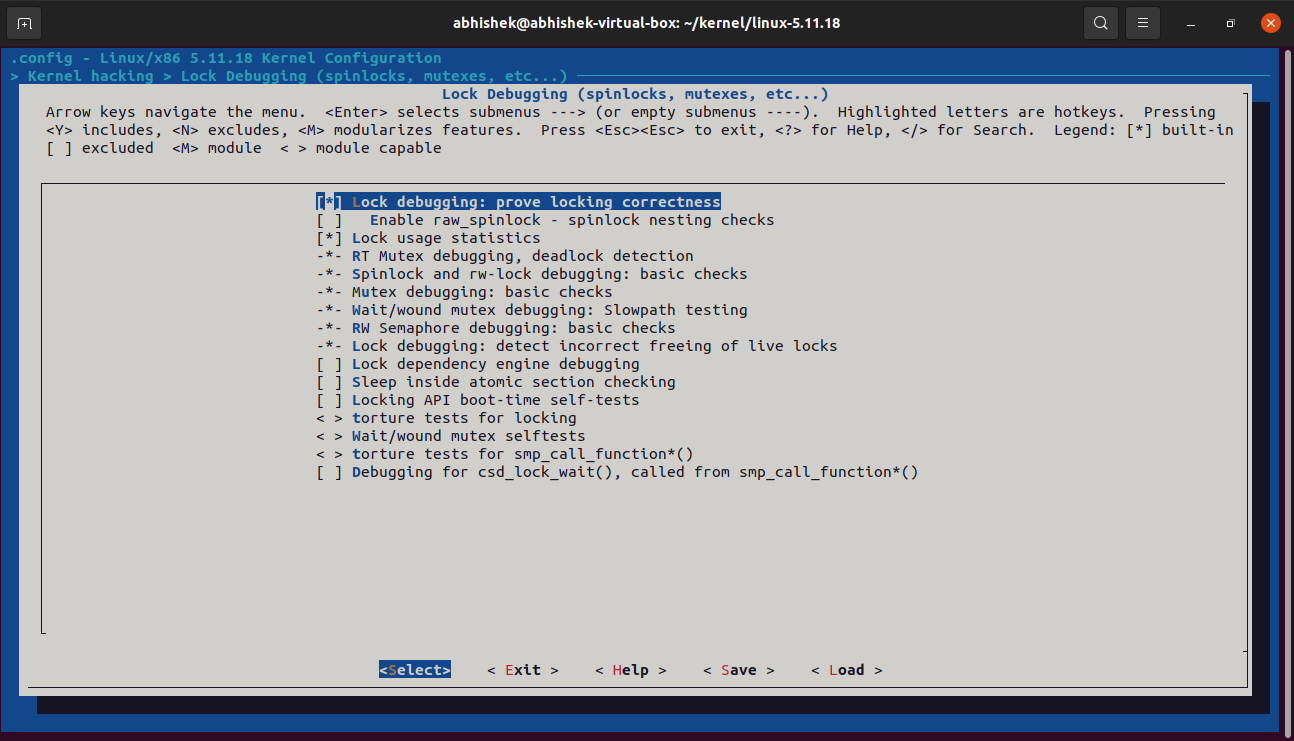 abhishek@abhishek-virtual-box: ~/kernel/linux-5.11.18
.config - Linux/x86 5.11.18 Kernel Configuration
> Kernel hacking > Lock Debugging (spinlocks, mutexes, etc...)
Lock Debugging (spinlocks, mutexes, etc...)
Arrow keys navigate the menu.  <Enter> selects submenus ---> (or empty submenus ----).  Highlighted letters are hotkeys.  Pressing
<Y> includes, <N> excludes, <M> modularizes features.  Press <Esc><Esc> to exit, <?> for Help, </> for Search.  Legend: [*] built-in
[ ] excluded  <M> module  < > module capable
[*] Lock debugging: prove locking correctness
[ ]   Enable raw_spinlock - spinlock nesting checks
[*] Lock usage statistics
-*- RT Mutex debugging, deadlock detection
-*- Spinlock and rw-lock debugging: basic checks
-*- Mutex debugging: basic checks
-*- Wait/wound mutex debugging: Slowpath testing
-*- RW Semaphore debugging: basic checks
-*- Lock debugging: detect incorrect freeing of live locks
[ ] Lock dependency engine debugging
[ ] Sleep inside atomic section checking
[ ] Locking API boot-time self-tests
< > torture tests for locking
< > Wait/wound mutex selftests
< > torture tests for smp_call_function*()
[ ] Debugging for csd_lock_wait(), called from smp_call_function*()
<Select>    < Exit >    < Help >    < Save >    < Load >